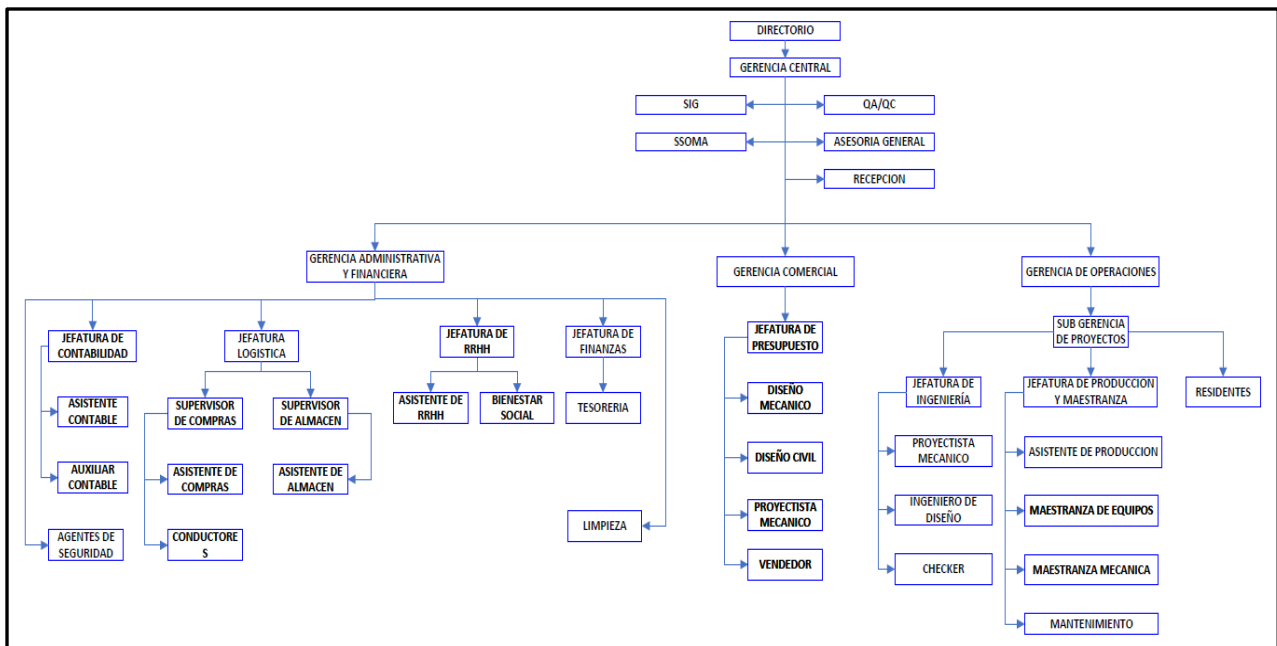 DIRECTORIO
GERENCIA CENTRAL
SIG
QA/QC
SSOMA
ASESORIA GENERAL
RECEPCION
GERENCIA ADMINISTRATIVA
Y FINANCIERA
GERENCIA COMERCIAL
GERENCIA DE OPERACIONES
JEFATURA DE
CONTABILIDAD
JEFATURA
LOGISTICA
JEFATURA DE
RRHH
JEFATURA DE
FINANZAS
JEFATURA DE
PRESUPUESTO
SUB GERENCIA
DE PROYECTOS
ASISTENTE
CONTABLE
SUPERVISOR
DE COMPRAS
SUPERVISOR
DE ALMACEN
ASISTENTE DE
RRHH
BIENESTAR
SOCIAL
TESORERIA
DISEÑO
MECANICO
JEFATURA DE
INGENIERÍA
JEFATURA DE PRODUCCION
Y MAESTRANZA
RESIDENTES
AUXILIAR
CONTABLE
ASISTENTE DE
COMPRAS
ASISTENTE DE
ALMACEN
DISEÑO CIVIL
PROYECTISTA
MECANICO
ASISTENTE DE PRODUCCION
AGENTES DE
SEGURIDAD
CONDUCTORE
S
LIMPIEZA
PROYECTISTA
MECANICO
INGENIERO DE
DISEÑO
MAESTRANZA DE EQUIPOS
VENDEDOR
CHECKER
MAESTRANZA MECANICA
MANTENIMIENTO